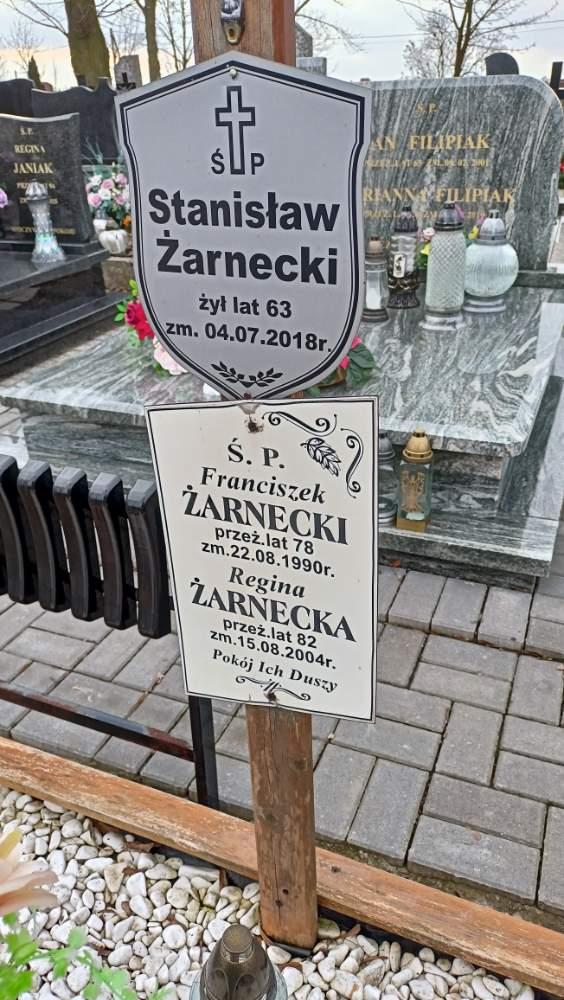 Ś P
Stanisław
Żarnecki
żył lat 63
zm. 04.07.2018r.
Ś. P.
Franciszek
ŻARNECKI
przeż.lat 78
zm.22.08.1990r.
Regina
ŻARNECKA
przeż.lat 82
zm.15.08.2004r.
Pokój Ich Duszy
Ś.P.
REGINA
JANIAK
Ś.P.
FILIPIAK
FILIPIAK